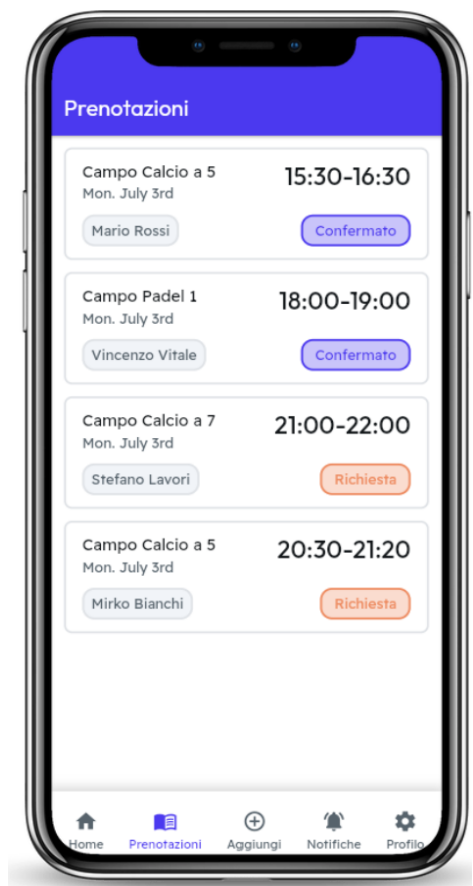 Prenotazioni
Campo Calcio a 5
15:30-16:30
Mon. July 3rd
Mario Rossi
Confermato
Campo Padel 1
18:00-19:00
Mon. July 3rd
Vincenzo Vitale
Confermato
Campo Calcio a 7
21:00-22:00
Mon. July 3rd
Stefano Lavori
Richiesta
Campo Calcio a 5
20:30-21:20
Mon. July 3rd
Mirko Bianchi
Richiesta
Home
Prenotazioni
Aggiungi
Notifiche
Profilo